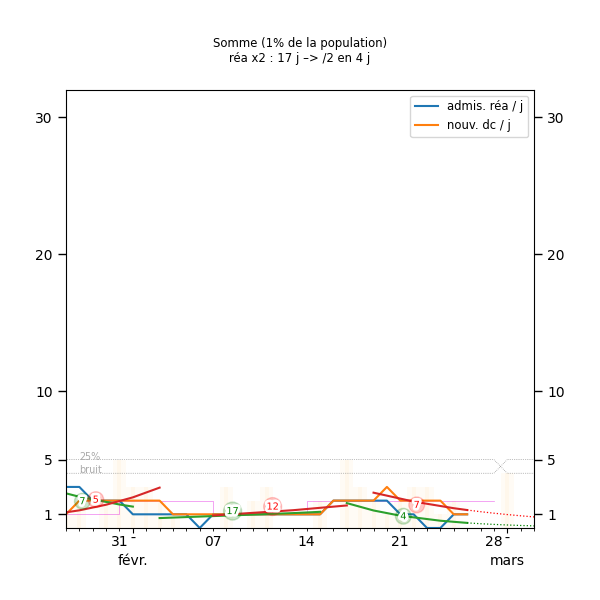 Somme (1% de la population)
réa x2 : 17 j –> /2 en 4 j
admis. réa / j
nouv. dc / j
30 30
20 20
10 10
5 5
25%
bruit
1 1
7 5 17 12 4 7
31 07 14 21 28
févr. mars